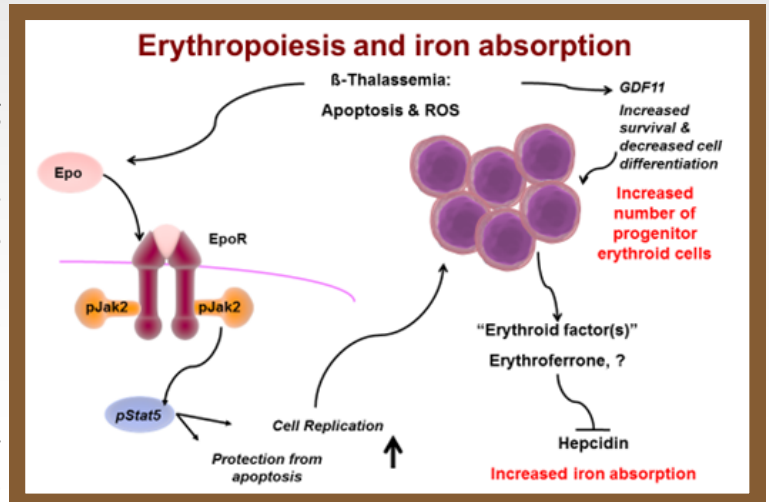 Erythropoiesis and iron absorption
ß-Thalassemia:
Apoptosis & ROS
GDF11
Increased
survival &
decreased cell
differentiation
Increased
number of
progenitor
erythroid cells
Epo
EpoR
pJak2
pJak2
pStat5
Cell Replication
Protection from
apoptosis
“Erythroid factor(s)”
Erythroferrone, ?
Hepcidin
Increased iron absorption